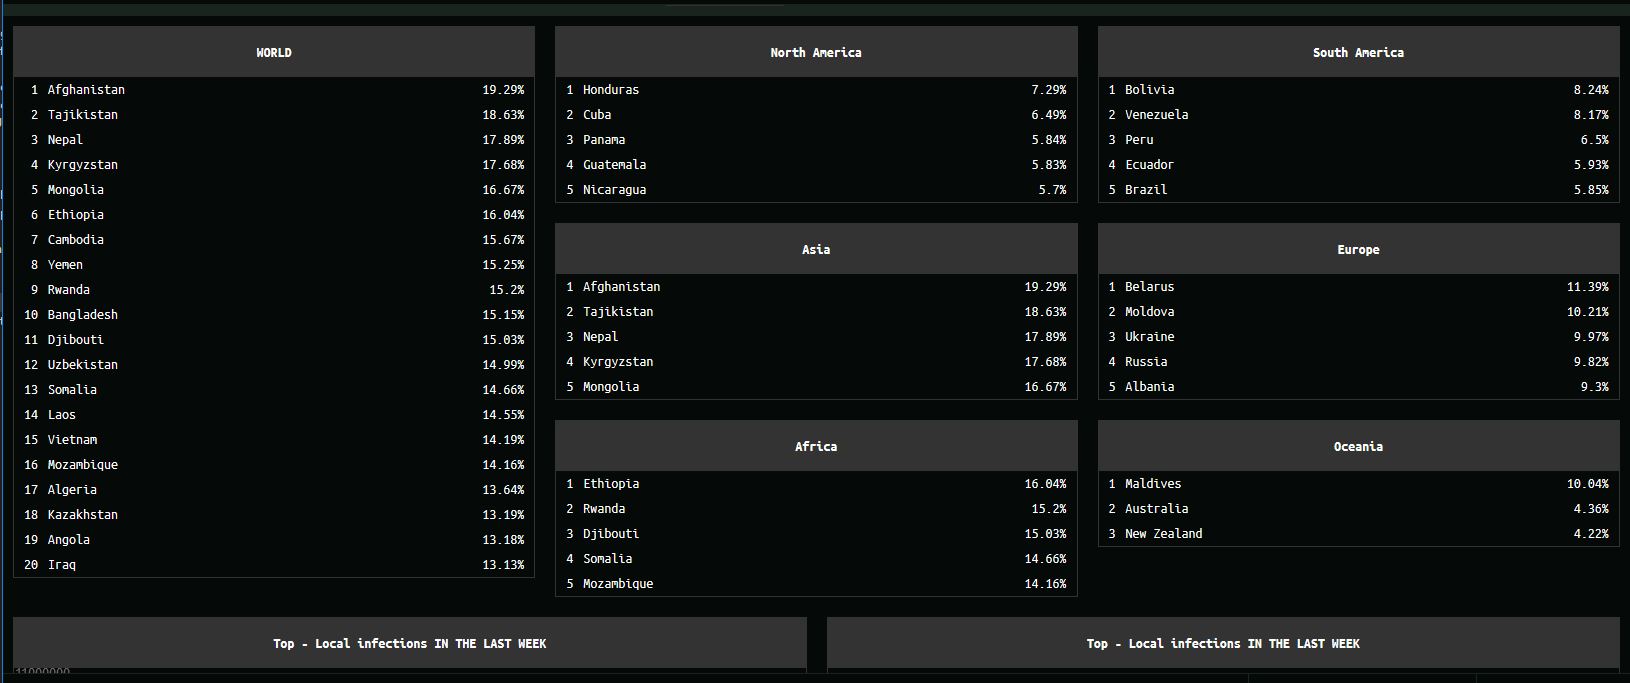 WORLD
1 Afghanistan 19.29%
2 Tajikistan 18.63%
3 Nepal 17.89%
4 Kyrgyzstan 17.68%
5 Mongolia 16.67%
6 Ethiopia 16.04%
7 Cambodia 15.67%
8 Yemen 15.25%
9 Rwanda 15.2%
10 Bangladesh 15.15%
11 Djibouti 15.03%
12 Uzbekistan 14.99%
13 Somalia 14.66%
14 Laos 14.55%
15 Vietnam 14.19%
16 Mozambique 14.16%
17 Algeria 13.64%
18 Kazakhstan 13.19%
19 Angola 13.18%
20 Iraq 13.13%
North America
1 Honduras 7.29%
2 Cuba 6.49%
3 Panama 5.84%
4 Guatemala 5.83%
5 Nicaragua 5.7%
South America
1 Bolivia 8.24%
2 Venezuela 8.17%
3 Peru 6.5%
4 Ecuador 5.93%
5 Brazil 5.85%
Asia
1 Afghanistan 19.29%
2 Tajikistan 18.63%
3 Nepal 17.89%
4 Kyrgyzstan 17.68%
5 Mongolia 16.67%
Europe
1 Belarus 11.39%
2 Moldova 10.21%
3 Ukraine 9.97%
4 Russia 9.82%
5 Albania 9.3%
Africa
1 Ethiopia 16.04%
2 Rwanda 15.2%
3 Djibouti 15.03%
4 Somalia 14.66%
5 Mozambique 14.16%
Oceania
1 Maldives 10.04%
2 Australia 4.36%
3 New Zealand 4.22%
Top - Local infections IN THE LAST WEEK
Top - Local infections IN THE LAST WEEK